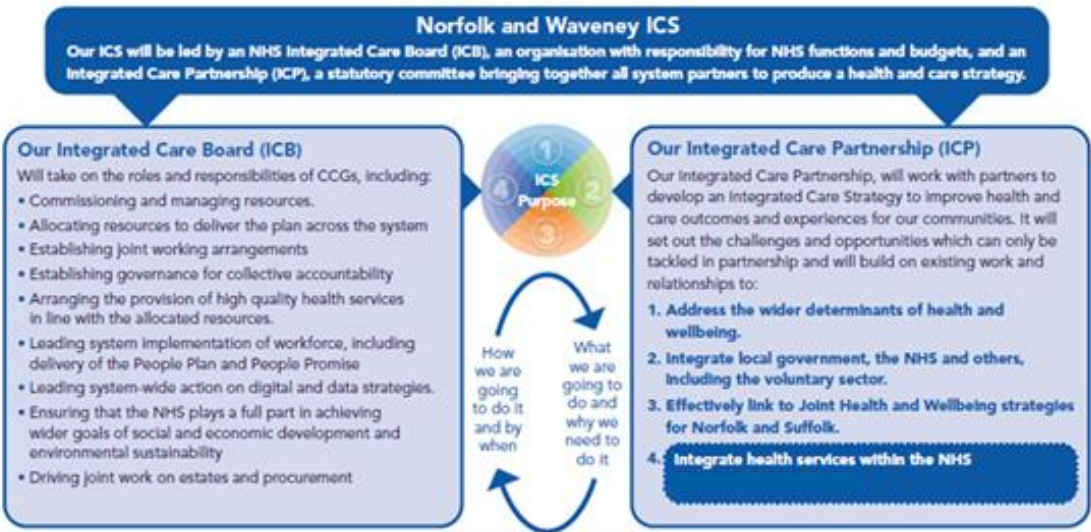 Norfolk and Waveney ICS
Our ICS will be led by an NHS Integrated Care Board (ICB), an organisation with responsibility for NHS functions and budgets, and an
Integrated Care Partnership (ICP), a statutory committee bringing together all system partners to produce a health and care strategy.
Our Integrated Care Board (ICB)
Will take on the roles and responsibilities of CCGs, including:
• Commissioning and managing resources.
• Allocating resources to deliver the plan across the system
• Establishing joint working arrangements
• Establishing governance for collective accountability
• Arranging the provision of high quality health services
in line with the allocated resources.
• Leading system implementation of workforce, including
delivery of the People Plan and People Promise
• Leading system-wide action on digital and data strategies.
• Ensuring that the NHS plays a full part in achieving
wider goals of social and economic development and
environmental sustainability
• Driving joint work on estates and procurement
1
4
ICS
Purpose
2
3
How
we are
going
to do it
and by
when
What
we are
going to
do and
why we
need to
do it
Our Integrated Care Partnership (ICP)
Our Integrated Care Partnership, will work with partners to
develop an Integrated Care Strategy to improve health and
care outcomes and experiences for our communities. It will
set out the challenges and opportunities which can only be
tackled in partnership and will build on existing work and
relationships to:
1. Address the wider determinants of health and
wellbeing.
2. Integrate local government, the NHS and others,
including the voluntary sector.
3. Effectively link to Joint Health and Wellbeing strategies
for Norfolk and Suffolk.
4. Integrate health services within the NHS